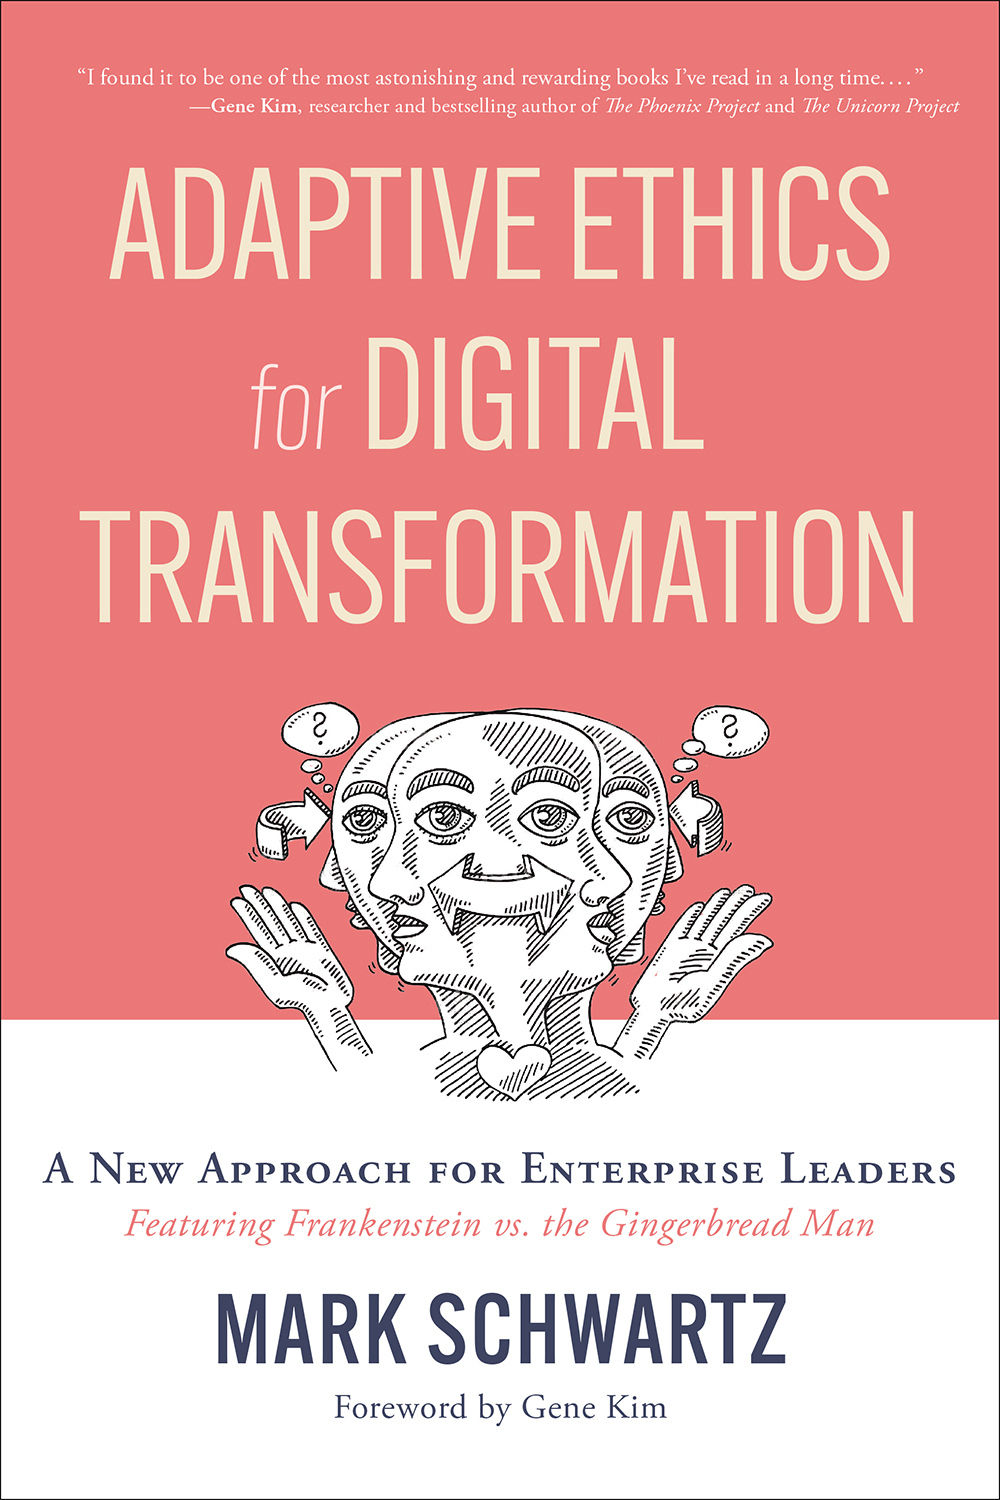 “I found it to be one of the most astonishing and rewarding books I’ve read in a long time. . . .”
—Gene Kim, researcher and bestselling author of The Phoenix Project and The Unicorn Project
ADAPTIVE ETHICS
for DIGITAL
TRANSFORMATION
? ?
A New Approach for Enterprise Leaders
Featuring Frankenstein vs. the Gingerbread Man
MARK SCHWARTZ
Foreword by Gene Kim